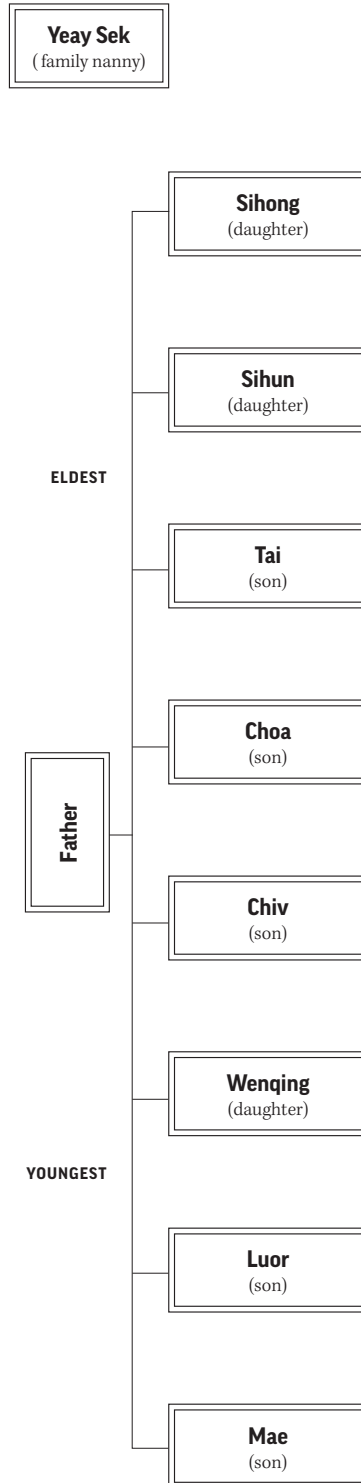 Yeay Sek
(family nanny)
Sihong
(daughter)
Sihun
(daughter)
ELDEST
Tai
(son)
Choa
(son)
Father
Chiv
(son)
Wenqing
(daughter)
YOUNGEST
Luor
(son)
Mae
(son)